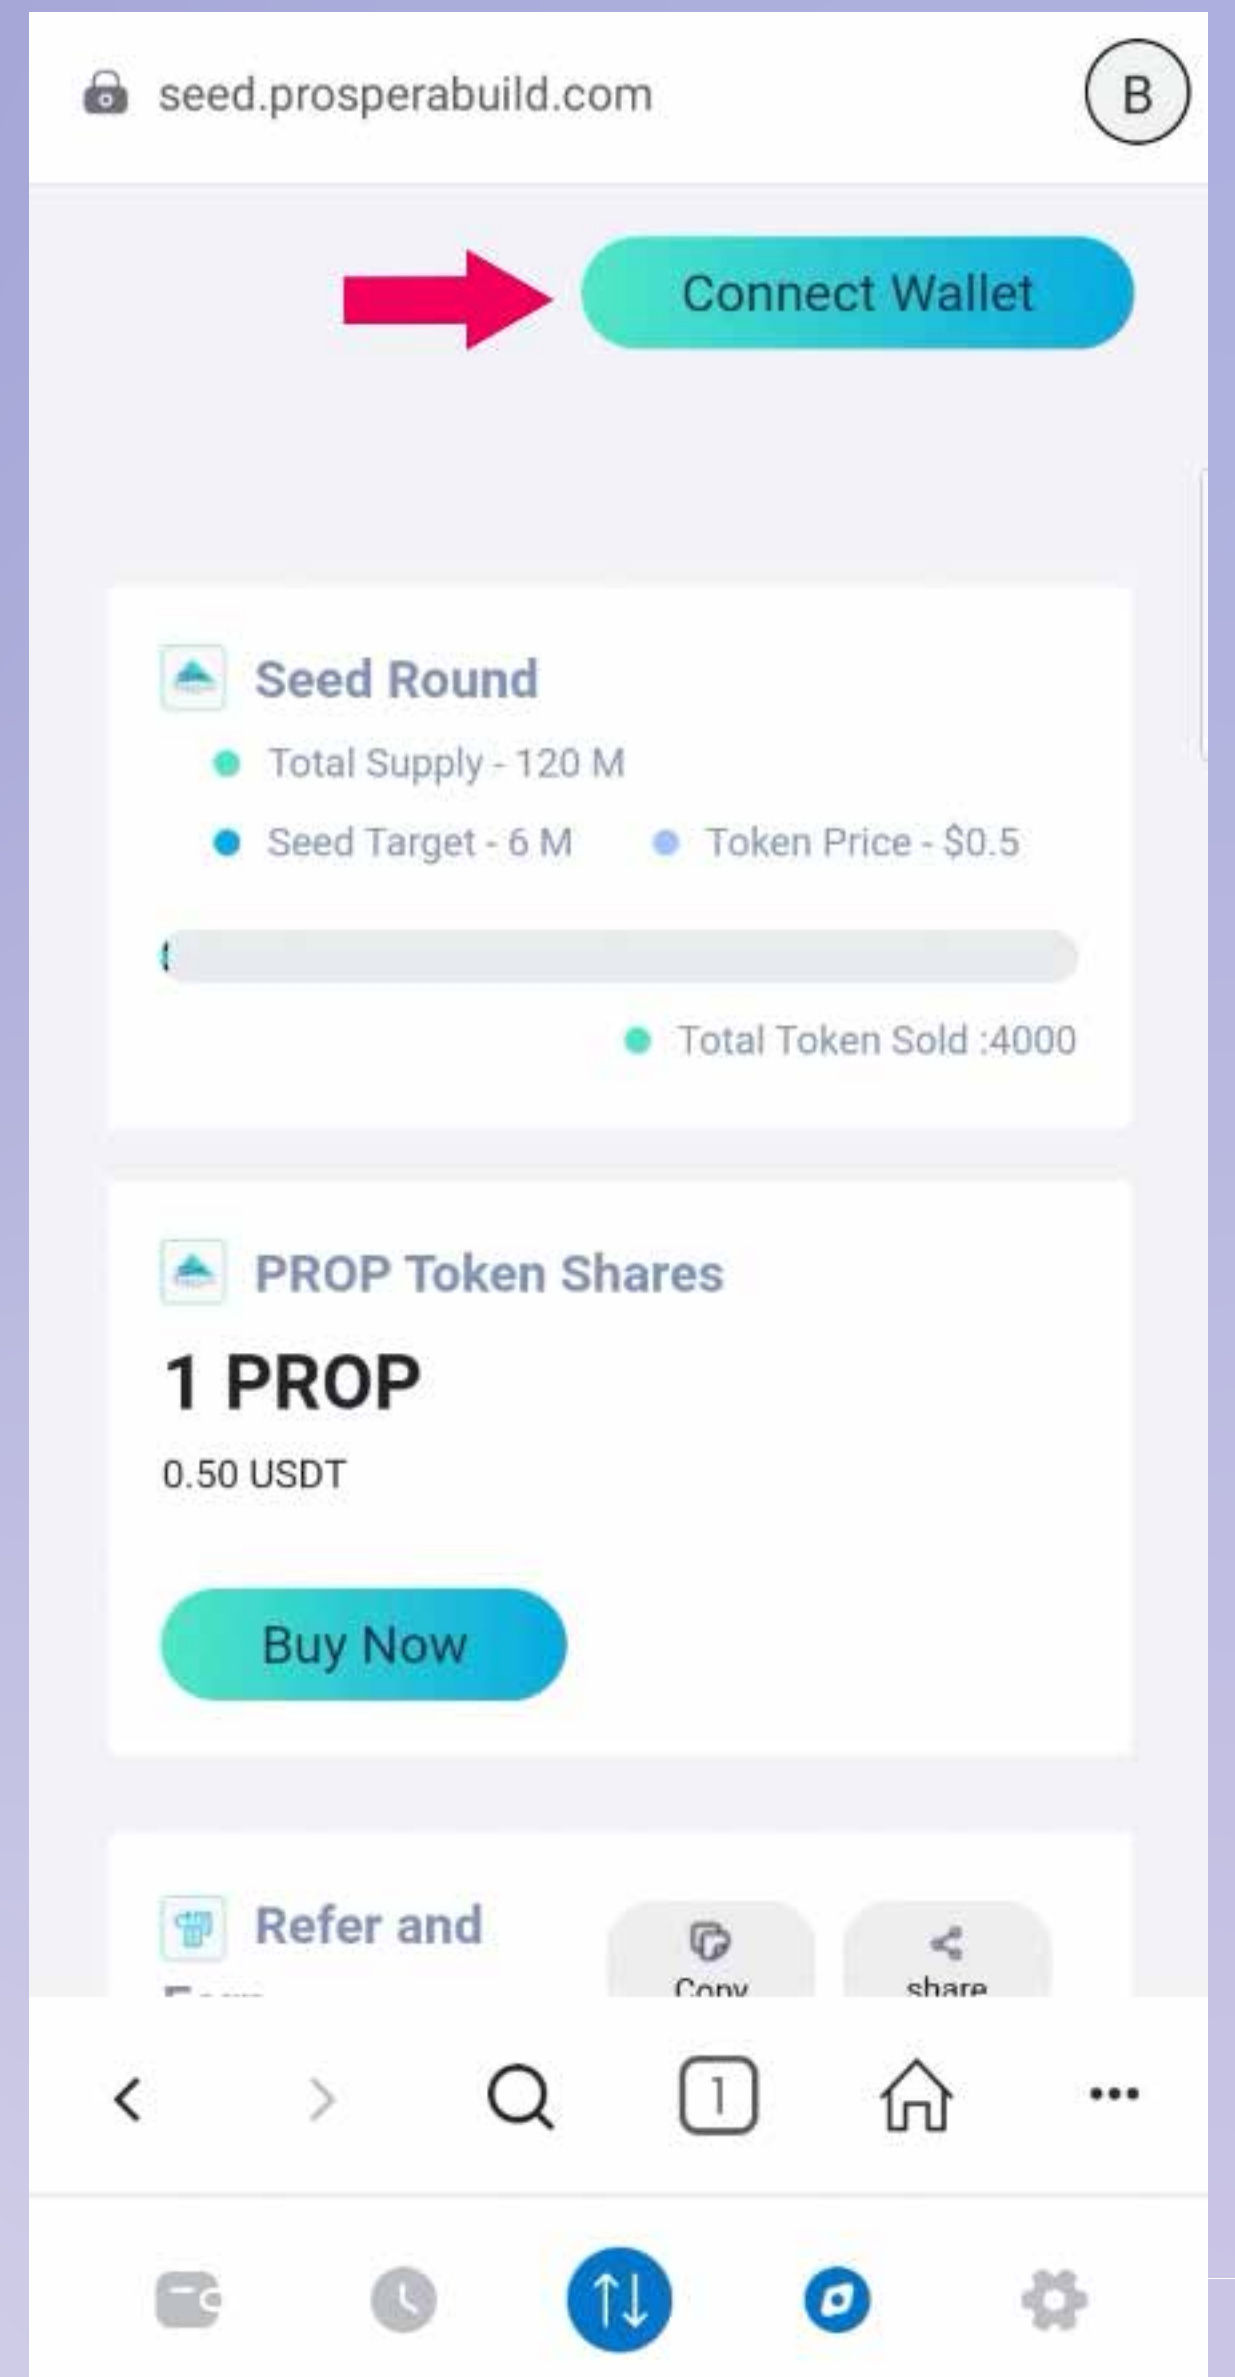 seed.prosperabuild.com
B
Connect Wallet
Seed Round
Total Supply - 120 M
Seed Target - 6 M
Token Price - $0.5
Total Token Sold :4000
PROP Token Shares
1 PROP
0.50 USDT
Buy Now
Refer and
Copy
share
1